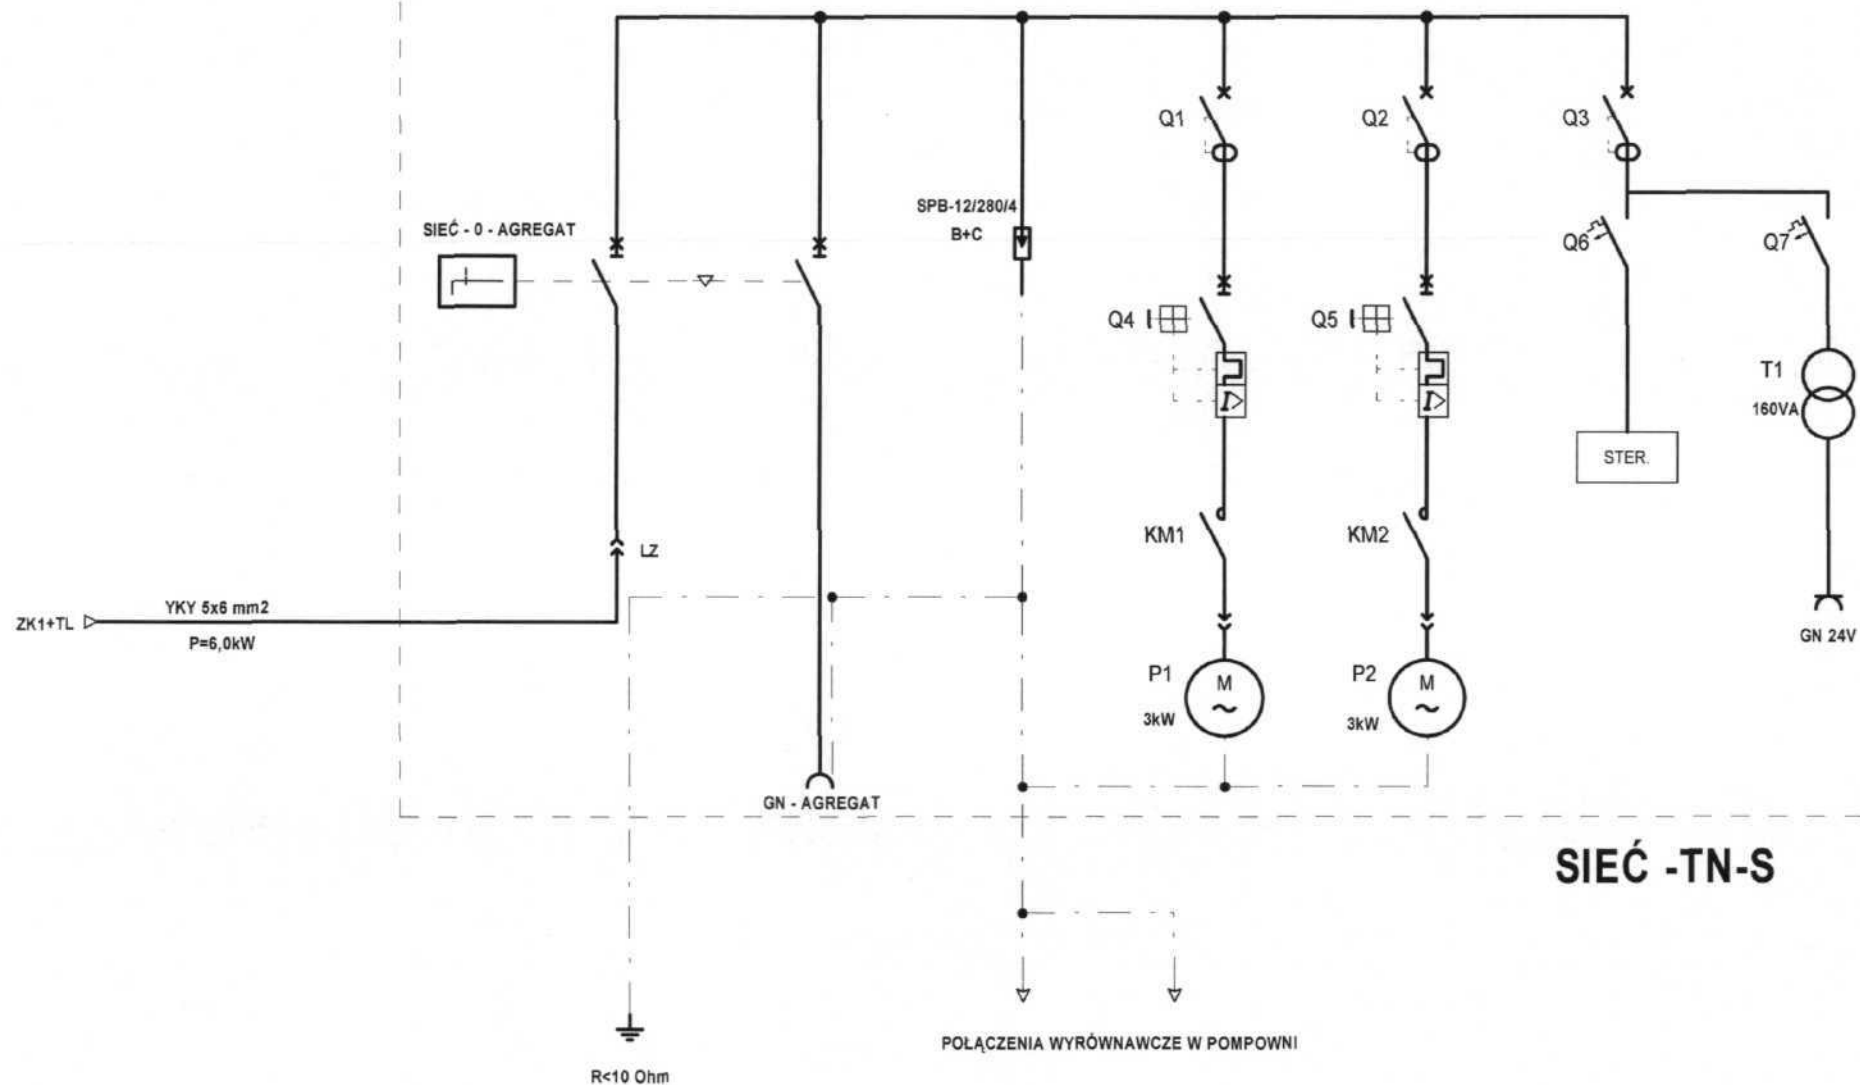 Q1
Q2
Q3
SPB-12/280/4
B+C
SIEĆ - 0 - AGREGAT
Q6
Q7
Q4
Q5
T1
160VA
STER.
KM1
KM2
LZ
ZK1+TL
YKY 5x6 mm2
P=6,0kW
GN 24V
P1
M
3kW
P2
M
3kW
GN - AGREGAT
SIEĆ -TN-S
POŁĄCZENIA WYRÓWNAWCZE W POMPOWNI
R<10 Ohm